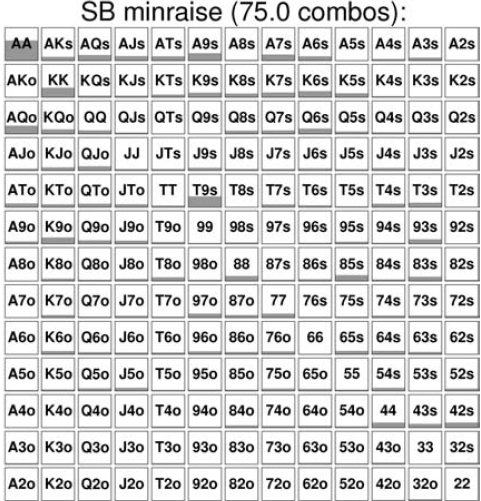 SB minraise (75.0 combos):
AA AKs AQs AJs ATs A9s A8s A7s A6s A5s A4s A3s A2s
AKo KK KQs KJs KTs K9s K8s K7s K6s K5s K4s K3s K2s
AQo KQo QQ QJs QTs Q9s Q8s Q7s Q6s Q5s Q4s Q3s Q2s
AJo KJo QJo JJ JTs J9s J8s J7s J6s J5s J4s J3s J2s
ATo KTo QTo JTo TT T9s T8s T7s T6s T5s T4s T3s T2s
A9o K9o Q9o J9o T9o 99 98s 97s 96s 95s 94s 93s 92s
A8o K8o Q8o J8o T8o 98o 88 87s 86s 85s 84s 83s 82s
A7o K7o Q7o J7o T7o 97o 87o 77 76s 75s 74s 73s 72s
A6o K6o Q6o J6o T6o 96o 86o 76o 66 65s 64s 63s 62s
A5o K5o Q5o J5o T5o 95o 85o 75o 65o 55 54s 53s 52s
A4o K4o Q4o J4o T4o 94o 84o 74o 64o 54o 44 43s 42s
A3o K3o Q3o J3o T3o 93o 83o 73o 63o 53o 43o 33 32s
A2o K2o Q2o J2o T2o 92o 82o 72o 62o 52o 42o 32o 22